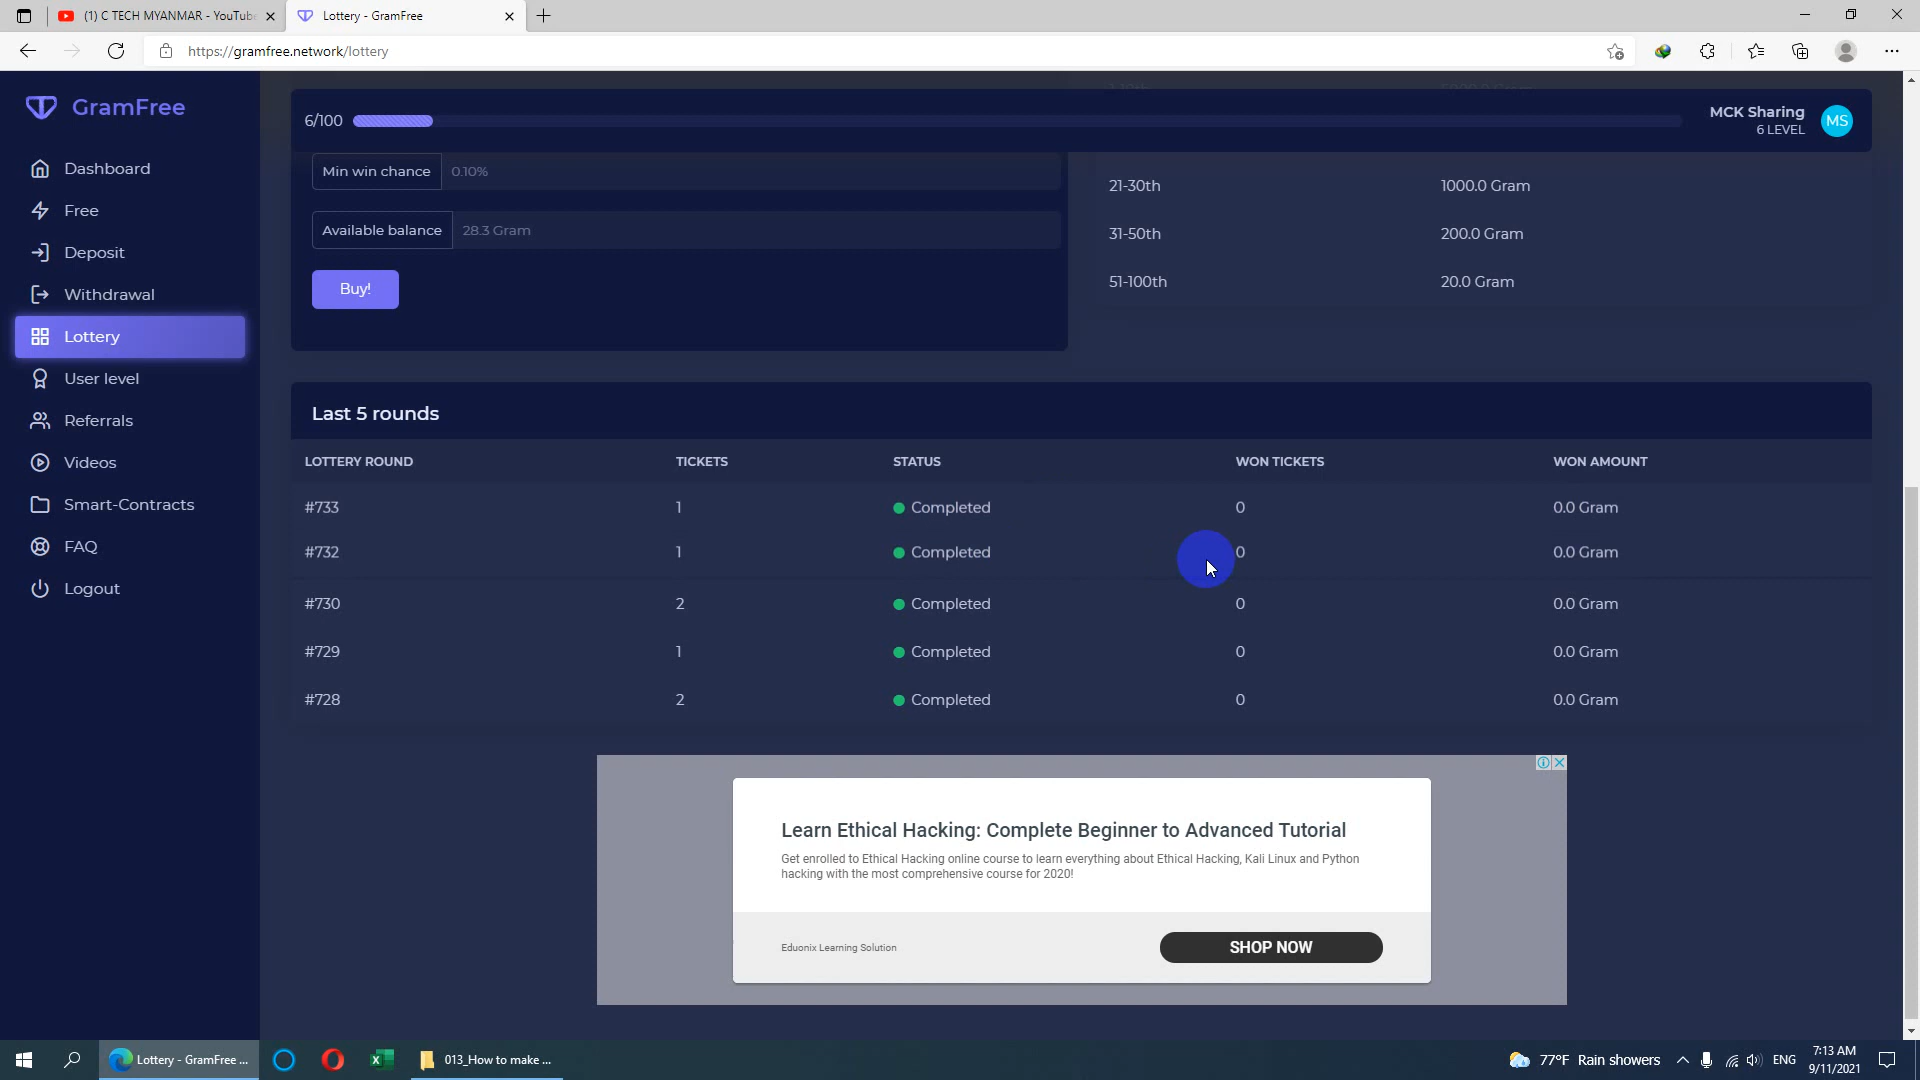 (1) C TECH MYANMAR - YouTube
Lottery - GramFree
https://gramfree.network/lottery
GramFree
Dashboard
Free
Deposit
Withdrawal
Lottery
User level
Referrals
Videos
Smart-Contracts
FAQ
Logout
6/100
MCK Sharing
6 LEVEL
MS
Min win chance 0.10%
Available balance 28.3 Gram
Buy!
21-30th 1000.0 Gram
31-50th 200.0 Gram
51-100th 20.0 Gram
Last 5 rounds
LOTTERY ROUND TICKETS STATUS WON TICKETS WON AMOUNT
#733 1 Completed 0 0.0 Gram
#732 1 Completed 0 0.0 Gram
#730 2 Completed 0 0.0 Gram
#729 1 Completed 0 0.0 Gram
#728 2 Completed 0 0.0 Gram
Learn Ethical Hacking: Complete Beginner to Advanced Tutorial
Get enrolled to Ethical Hacking online course to learn everything about Ethical Hacking, Kali Linux and Python
hacking with the most comprehensive course for 2020!
Eduonix Learning Solution
SHOP NOW
Lottery - GramFree ...
013_How to make ...
77°F Rain showers
ENG
7:13 AM
9/11/2021